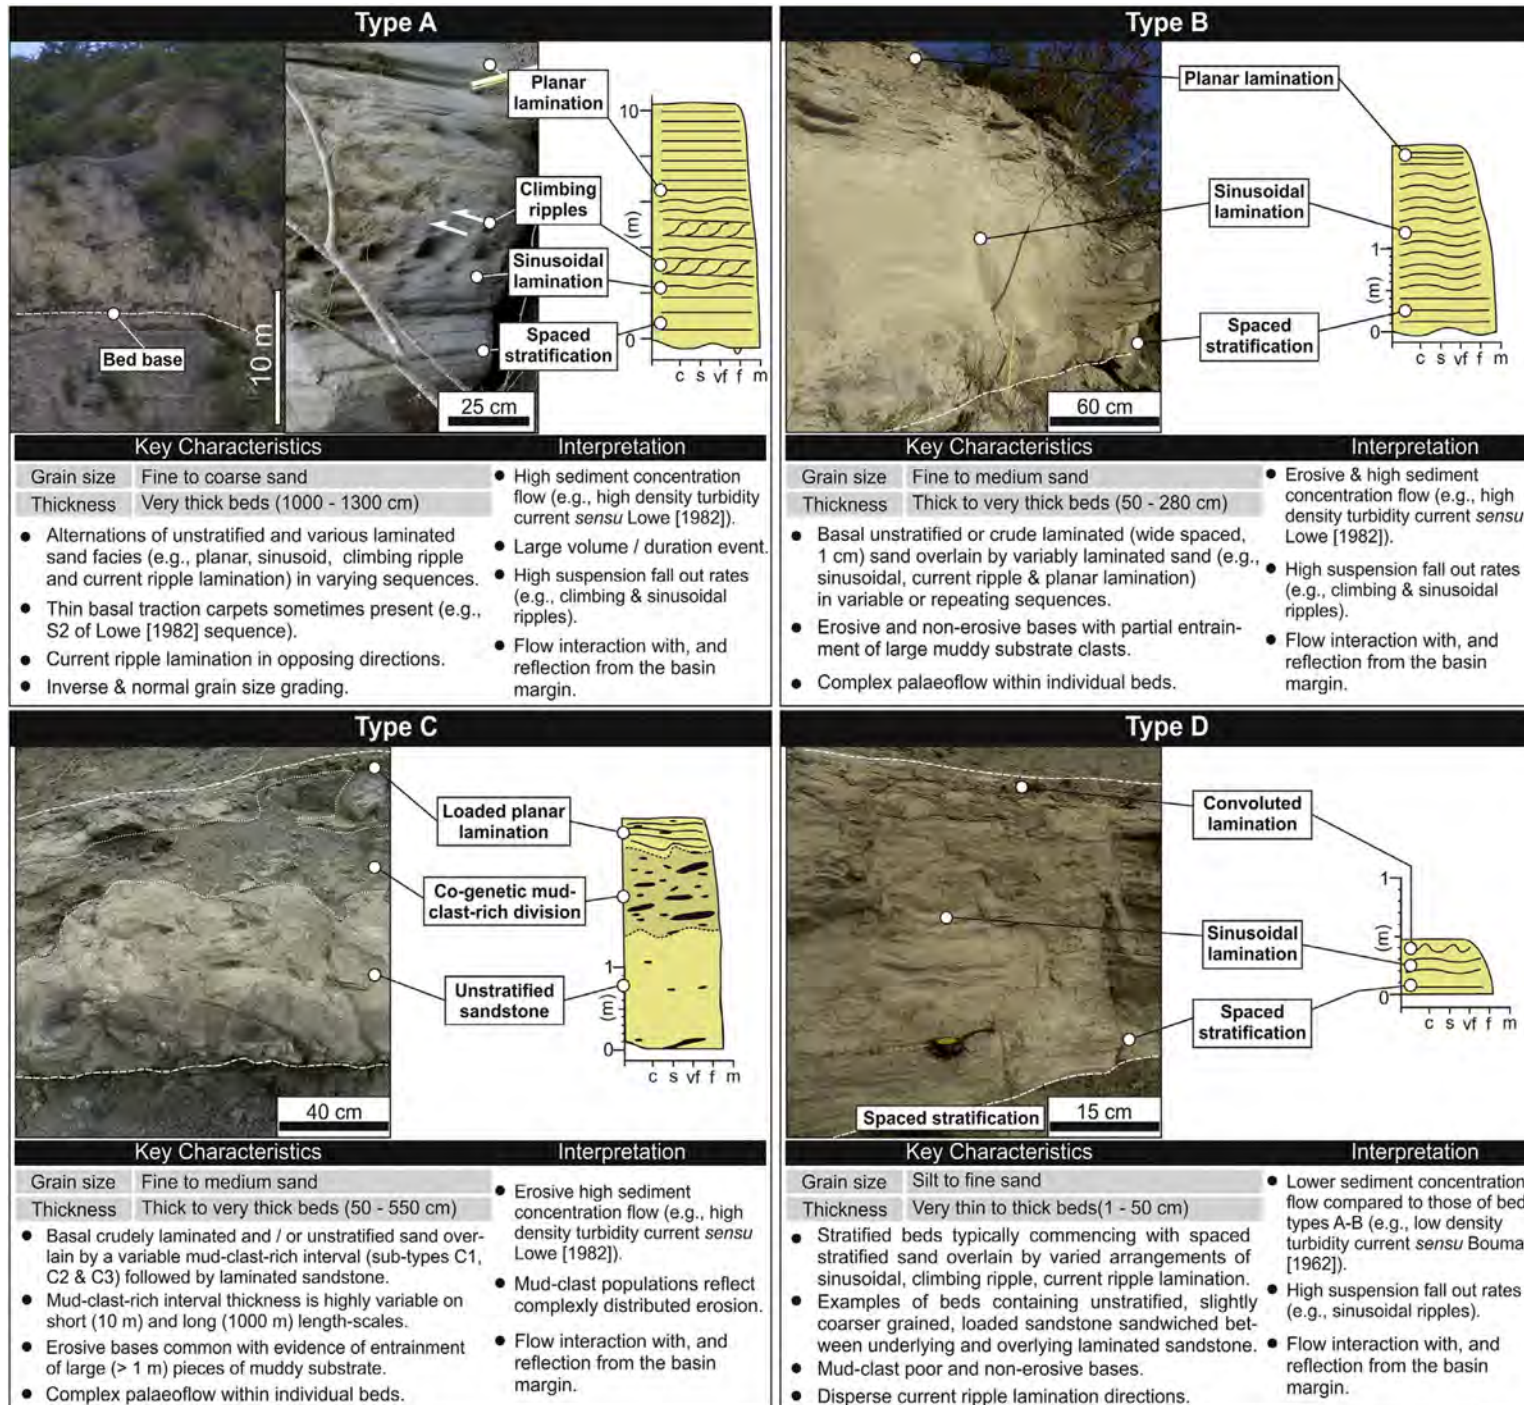 Type A
Planar
lamination
Climbing
ripples
Sinusoidal
lamination
Spaced
stratification
Bed base
10 m
25 cm
10
(m)
0
c s vf f m
Key Characteristics
Interpretation
Grain size Fine to coarse sand
Thickness Very thick beds (1000 - 1300 cm)
● Alternations of unstratified and various laminated
sand facies (e.g., planar, sinusoid, climbing ripple
and current ripple lamination) in varying sequences.
● Thin basal traction carpets sometimes present (e.g.,
S2 of Lowe [1982] sequence).
● Current ripple lamination in opposing directions.
● Inverse & normal grain size grading.
● High sediment concentration
flow (e.g., high density turbidity
current sensu Lowe [1982]).
● Large volume / duration event.
● High suspension fall out rates
(e.g., climbing & sinusoidal
ripples).
● Flow interaction with, and
reflection from the basin
margin.
Type B
Planar lamination
Sinusoidal
lamination
Spaced
stratification
60 cm
1
(m)
0
c s vf f m
Key Characteristics
Interpretation
Grain size Fine to medium sand
Thickness Thick to very thick beds (50 - 280 cm)
● Basal unstratified or crude laminated (wide spaced,
1 cm) sand overlain by variably laminated sand (e.g.,
sinusoidal, current ripple & planar lamination)
in variable or repeating sequences.
● Erosive and non-erosive bases with partial entrain-
ment of large muddy substrate clasts.
● Complex palaeoflow within individual beds.
● Erosive & high sediment
concentration flow (e.g., high
density turbidity current sensu
Lowe [1982]).
● High suspension fall out rates
(e.g., climbing & sinusoidal
ripples).
● Flow interaction with, and
reflection from the basin
margin.
Type C
Loaded planar
lamination
Co-genetic mud-
clast-rich division
Unstratified
sandstone
40 cm
1
(m)
0
c s vf f m
Key Characteristics
Interpretation
Grain size Fine to medium sand
Thickness Thick to very thick beds (50 - 550 cm)
● Basal crudely laminated and / or unstratified sand over-
lain by a variable mud-clast-rich interval (sub-types C1,
C2 & C3) followed by laminated sandstone.
● Mud-clast-rich interval thickness is highly variable on
short (10 m) and long (1000 m) length-scales.
● Erosive bases common with evidence of entrainment
of large (> 1 m) pieces of muddy substrate.
● Complex palaeoflow within individual beds.
● Erosive high sediment
concentration flow (e.g., high
density turbidity current sensu
Lowe [1982]).
● Mud-clast populations reflect
complexly distributed erosion.
● Flow interaction with, and
reflection from the basin
margin.
Type D
Convoluted
lamination
Sinusoidal
lamination
Spaced
stratification
Spaced stratification
15 cm
1
(m)
0
c s vf f m
Key Characteristics
Interpretation
Grain size Silt to fine sand
Thickness Very thin to thick beds(1 - 50 cm)
● Stratified beds typically commencing with spaced
stratified sand overlain by varied arrangements of
sinusoidal, climbing ripple, current ripple lamination.
● Examples of beds containing unstratified, slightly
coarser grained, loaded sandstone sandwiched bet-
ween underlying and overlying laminated sandstone.
● Mud-clast poor and non-erosive bases.
● Disperse current ripple lamination directions.
● Lower sediment concentration
flow compared to those of bed
types A-B (e.g., low density
turbidity current sensu Bouma
[1962]).
● High suspension fall out rates
(e.g., sinusoidal ripples).
● Flow interaction with, and
reflection from the basin
margin.